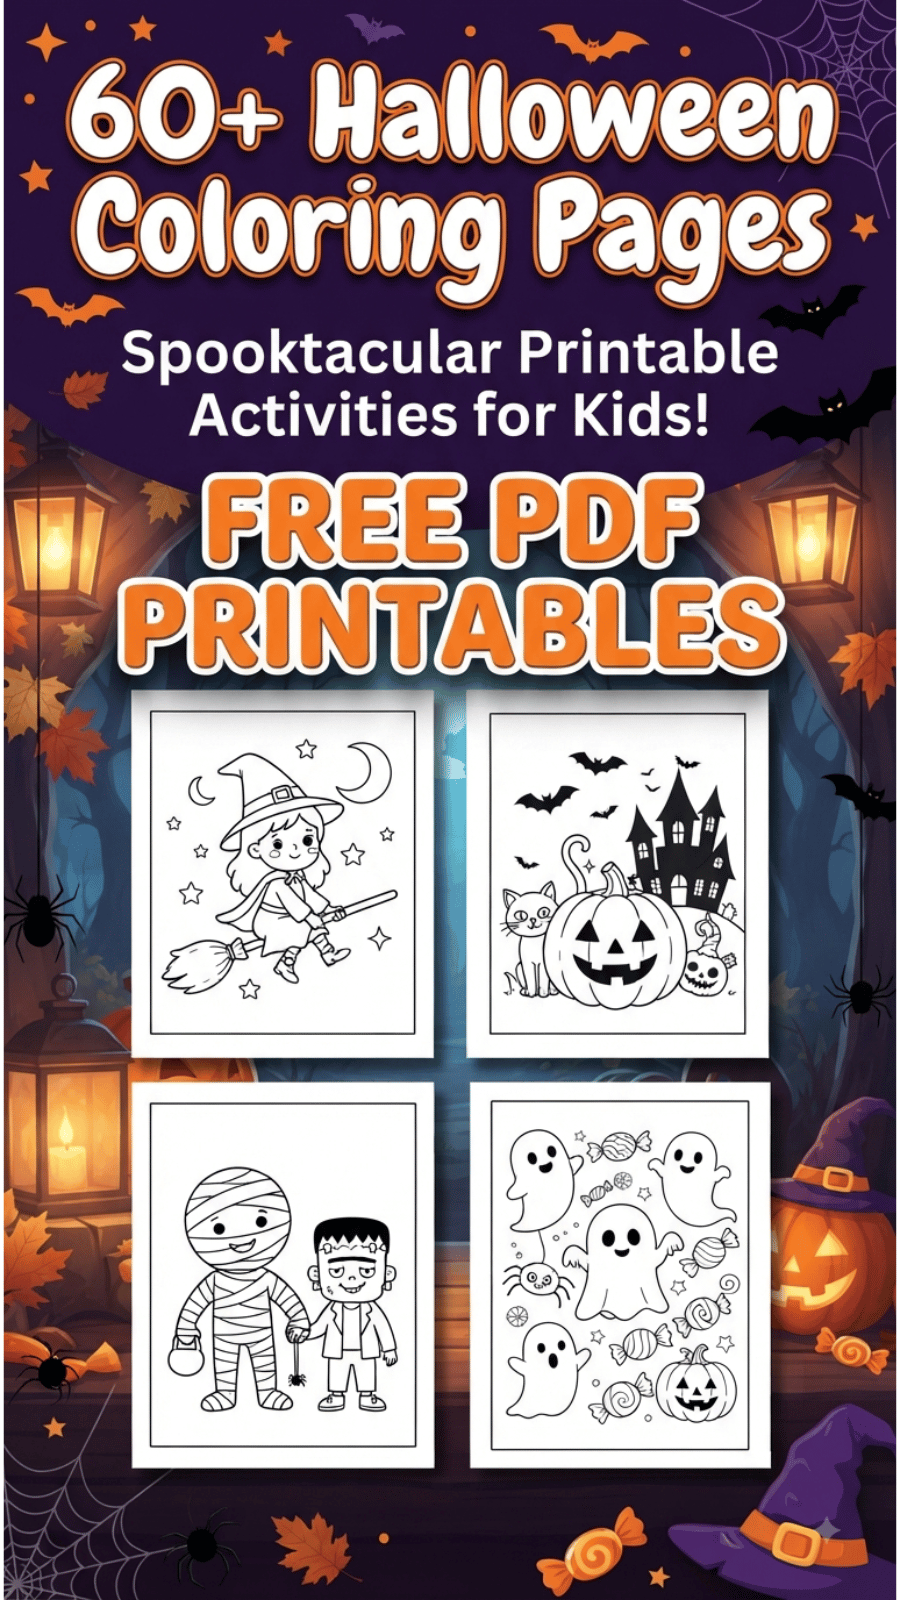 60+ Halloween
Coloring Pages
Spooktacular Printable
Activities for Kids!
FREE PDF
PRINTABLES